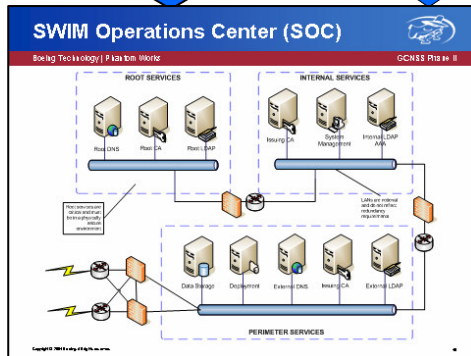 SWIM Operations Center (SOC)
Boeing Technology | Phantom Works
GCNSS Phase II
ROOT SERVICES
INTERNAL SERVICES
Root DNS
Root CA
Root LDAP
Issuing CA
System
Management
Internal LDAP
AAA
LANs are notional
and do not reflect
redundancy
requirements
Data Storage
Deployment
External DNS
Issuing CA
External LDAP
PERIMETER SERVICES